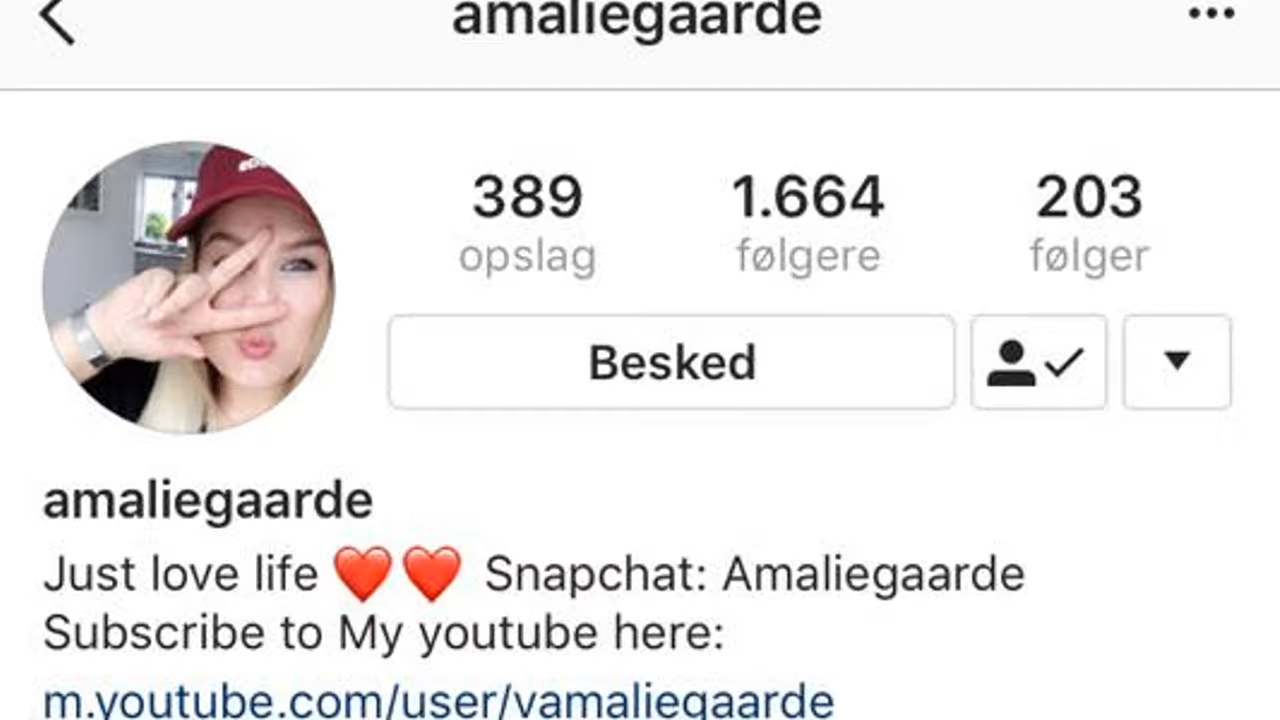 amaliegaarde
389 1.664 203
opslag følgere følger
Besked
amaliegaarde
Just love life ❤️❤️ Snapchat: Amaliegaarde
Subscribe to My youtube here:
m.youtube.com/user/vamaliegaarde